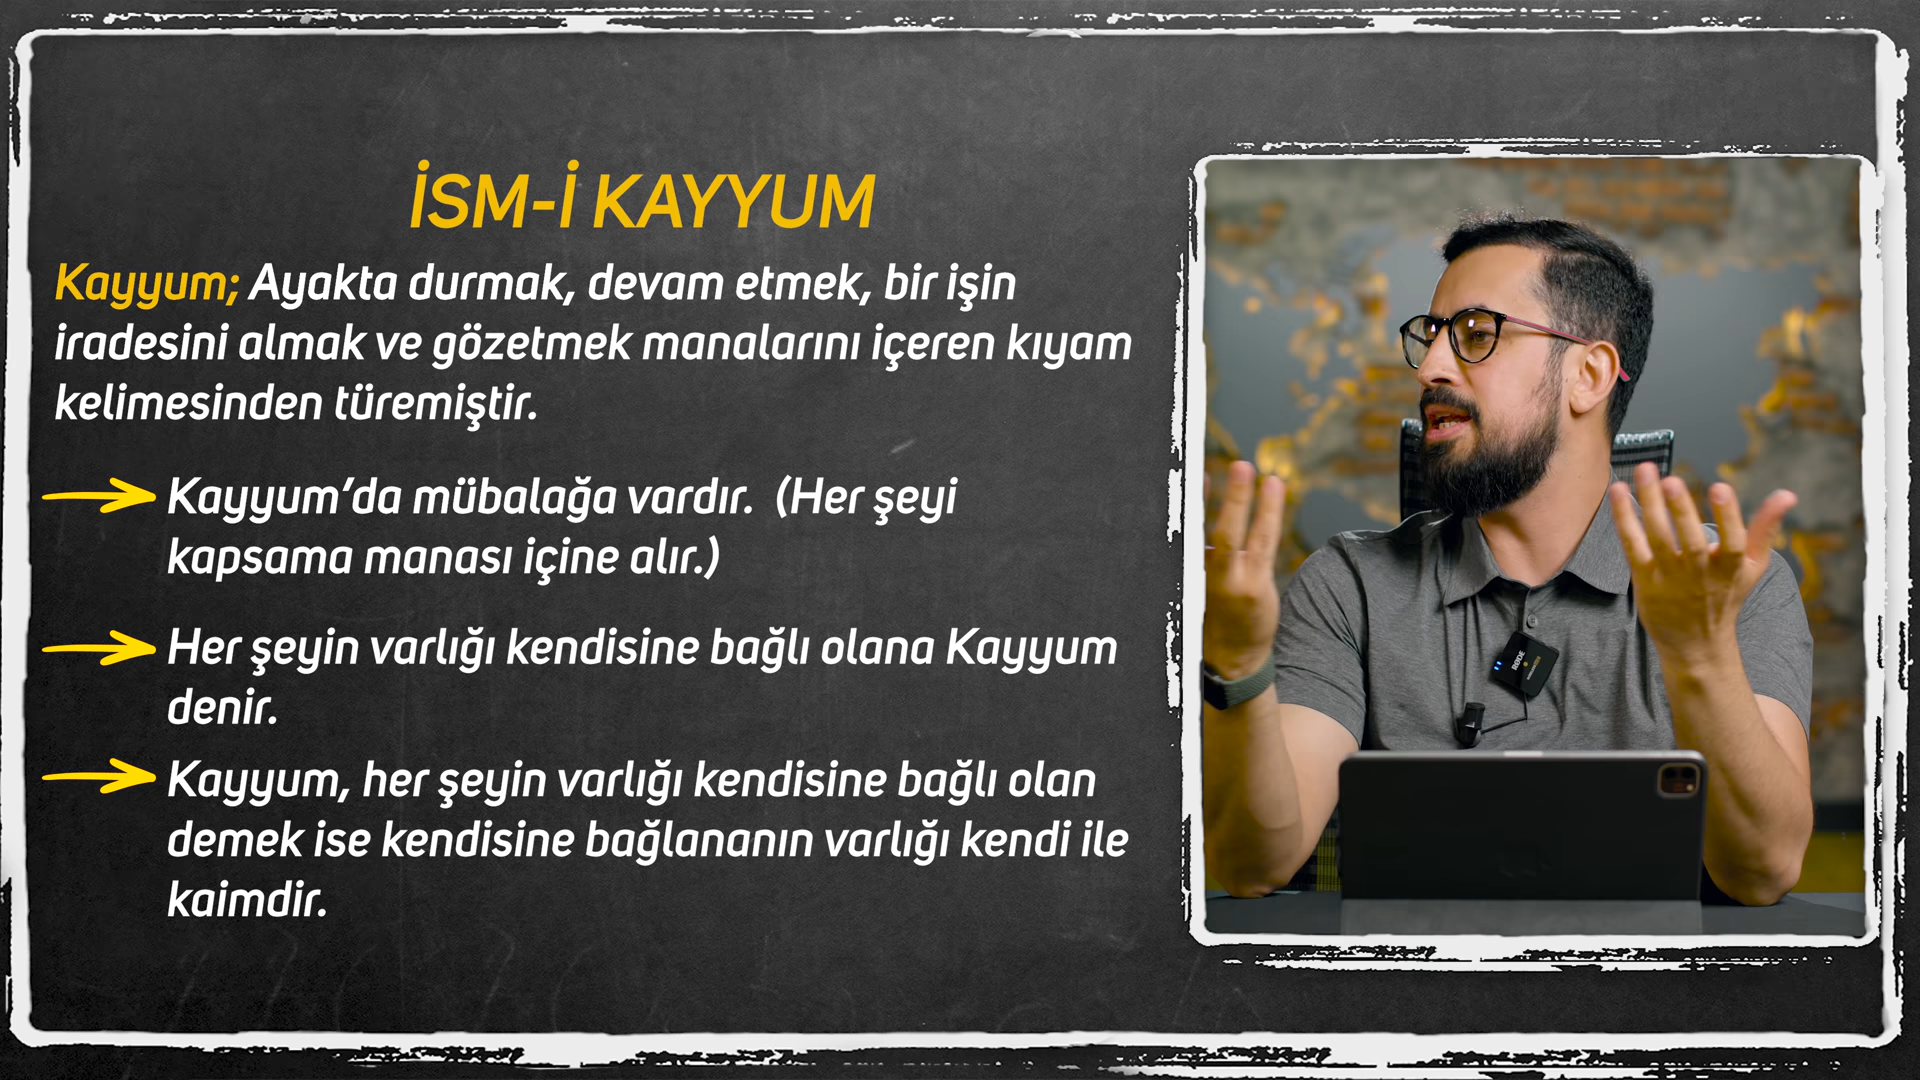 İSM-İ KAYYUM
Kayyum; Ayakta durmak, devam etmek, bir işin
iradesini almak ve gözetmek manalarını içeren kıyam
kelimesinden türemiştir.
Kayyum’da mübalağa vardır. (Her şeyi
kapsama manası içine alır.)
Her şeyin varlığı kendisine bağlı olana Kayyum
denir.
Kayyum, her şeyin varlığı kendisine bağlı olan
demek ise kendisine bağlananın varlığı kendi ile
kaimdir.
RØDE